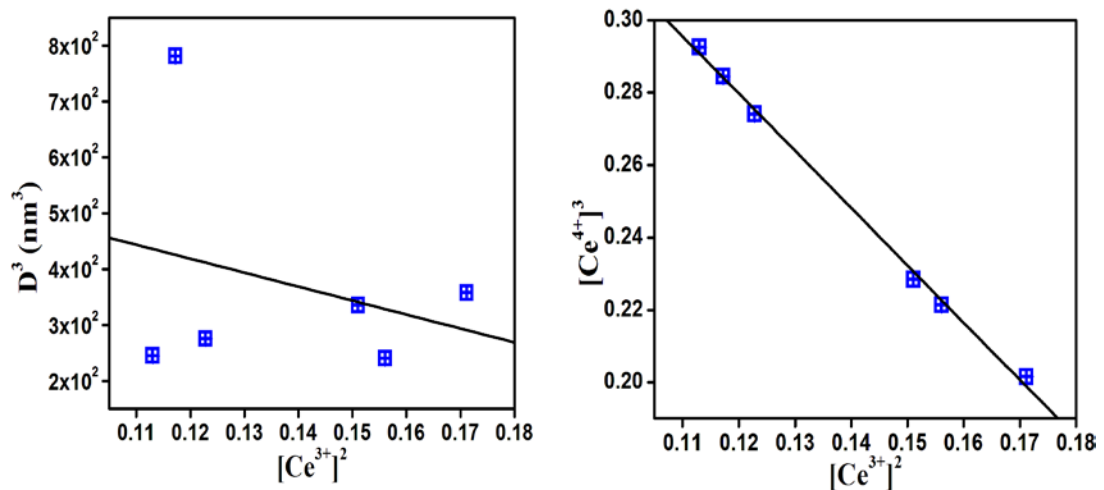 8x10²
7x10²
6x10²
5x10²
4x10²
3x10²
2x10²
D³ (nm³)
0.11 0.12 0.13 0.14 0.15 0.16 0.17 0.18
[Ce³⁺]²
0.30
0.28
0.26
0.24
0.22
0.20
[Ce⁴⁺]³
0.11 0.12 0.13 0.14 0.15 0.16 0.17 0.18
[Ce³⁺]²